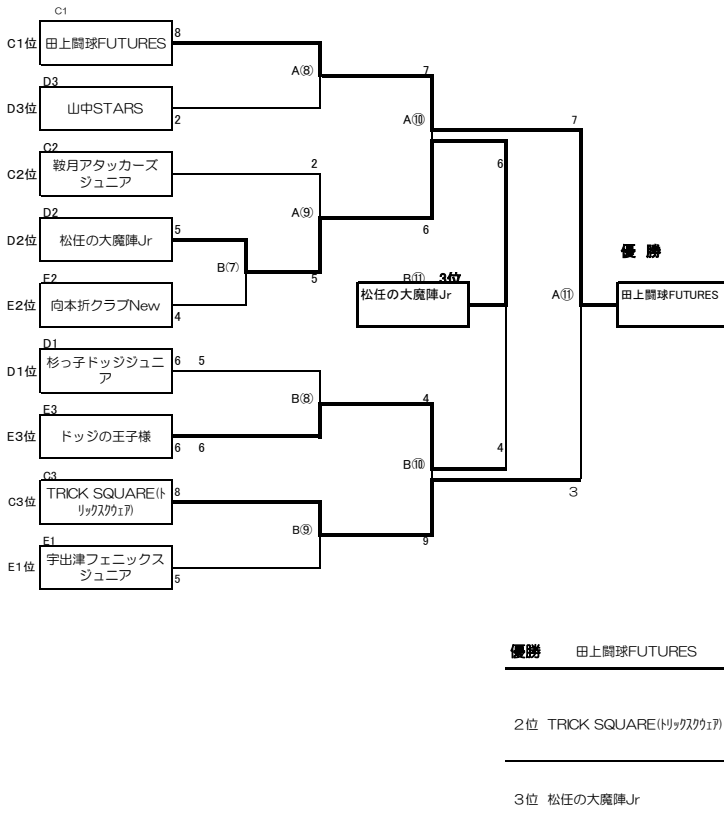 C1
C1位 田上闘球FUTURES 8
A⑧ 7
D3
D3位 山中STARS 2
A⑩ 7
C2
C2位 鞍月アタッカーズ
ジュニア
2
6
A⑨
D2
D2位 松任の大魔陣Jr 5
6
優 勝
B(7) 5
B⑪ 3位
E2
E2位 向本折クラブNew 4
松任の大魔陣Jr
A⑪
田上闘球FUTURES
D1
D1位 杉っ子ドッジジュニ
ア
6 5
B⑧ 4
E3
E3位 ドッジの王子様 6 6
4
B⑩
C3
C3位 TRICK SQUARE(ト
リックスクウェア)
8
3
B⑨ 9
E1
E1位 宇出津フェニックス
ジュニア
5
優勝 田上闘球FUTURES
2位 TRICK SQUARE(トリックスクウェア)
3位 松任の大魔陣Jr